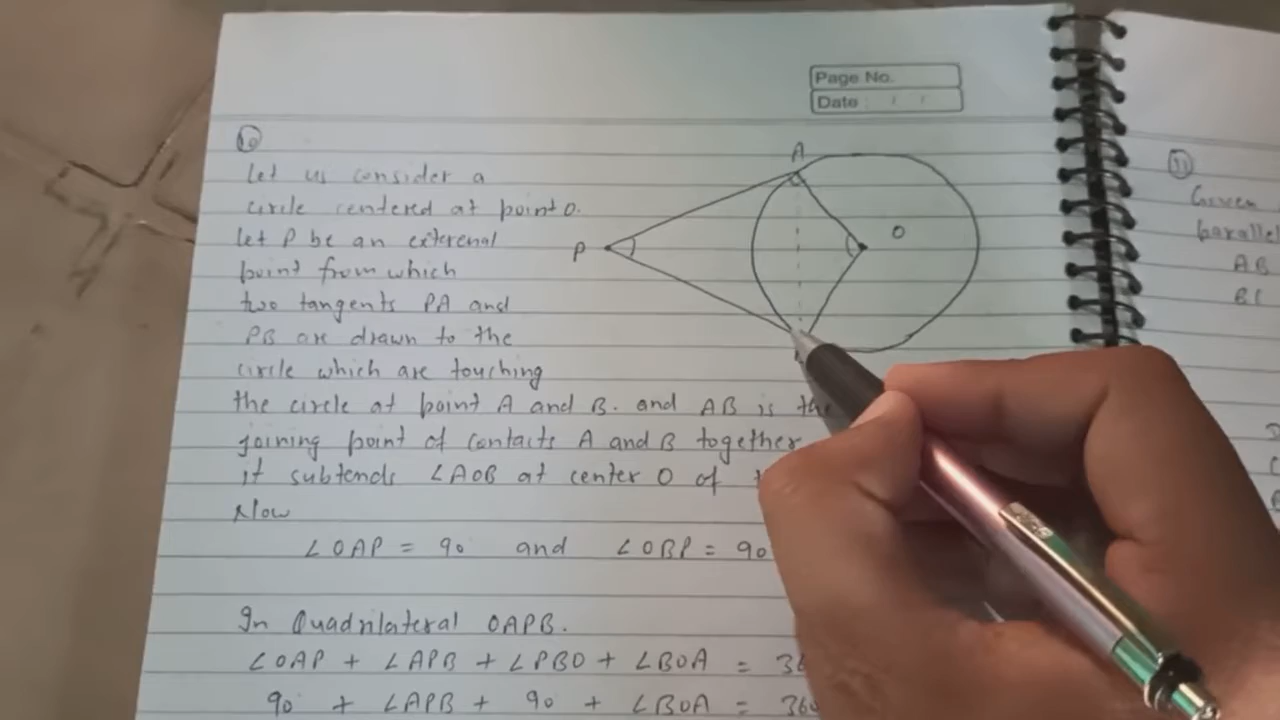 Page No.
Date :
10
Let us consider a
circle centered at point O.
Let P be an external
point from which
two tangents PA and
PB are drawn to the
circle which are touching
the circle at point A and B. and AB is the
joining point of contacts A and B together
it subtends ∠AOB at center O of
Now
∠OAP = 90 and ∠OBP = 90
In Quadrilateral OAPB.
∠OAP + ∠APB + ∠PBO + ∠BOA = 36
90 + ∠APB + 90 + ∠BOA = 360
A
P
O
11
Given
parallel
AB